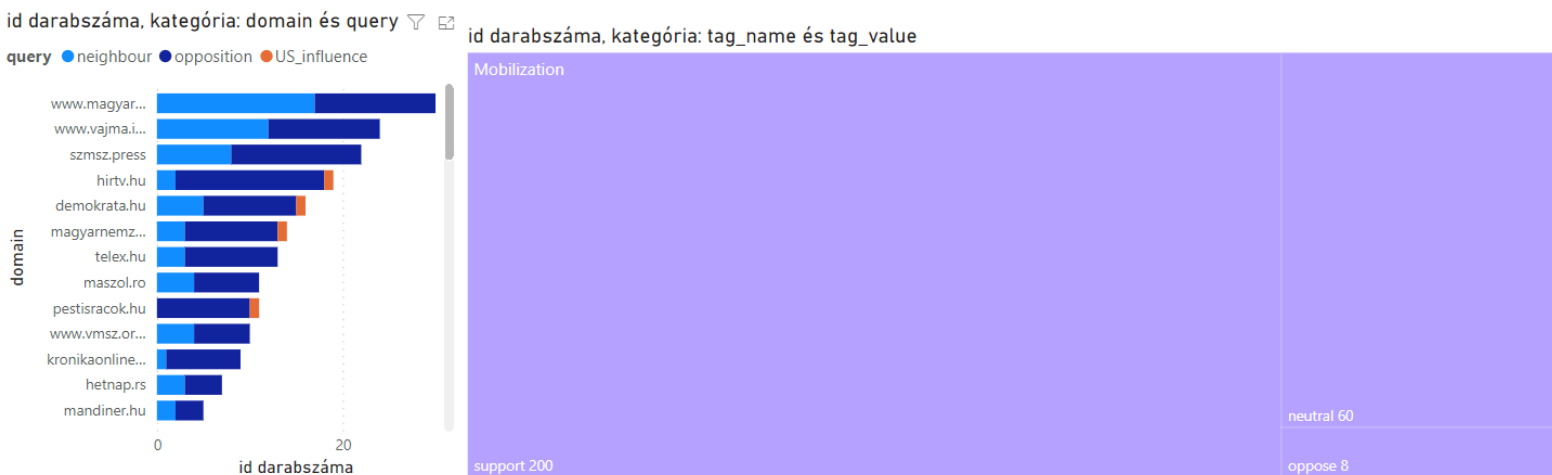 id darabszáma, kategória: domain és query
query neighbour opposition US_influence
www.magyar...
www.vajma.i...
szmsz.press
hirtv.hu
demokrata.hu
magyarnemz...
telex.hu
maszol.ro
pestisracok.hu
www.vmsz.or...
kronikaonline...
hetnap.rs
mandiner.hu
domain
0 20
id darabszáma
id darabszáma, kategória: tag_name és tag_value
Mobilization
support 200
neutral 60
oppose 8